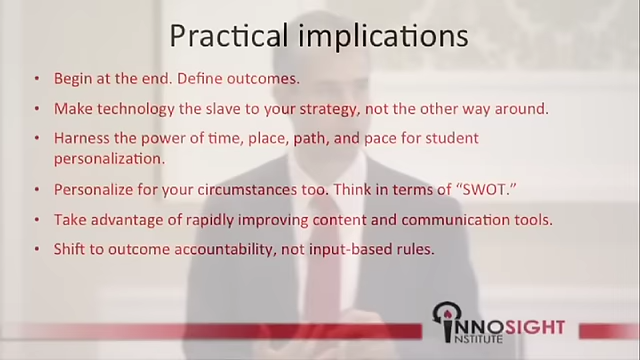 Practical implications
• Begin at the end. Define outcomes.
• Make technology the slave to your strategy, not the other way around.
• Harness the power of time, place, path, and pace for student
personalization.
• Personalize for your circumstances too. Think in terms of “SWOT.”
• Take advantage of rapidly improving content and communication tools.
• Shift to outcome accountability, not input-based rules.
INNOSIGHT
INSTITUTE